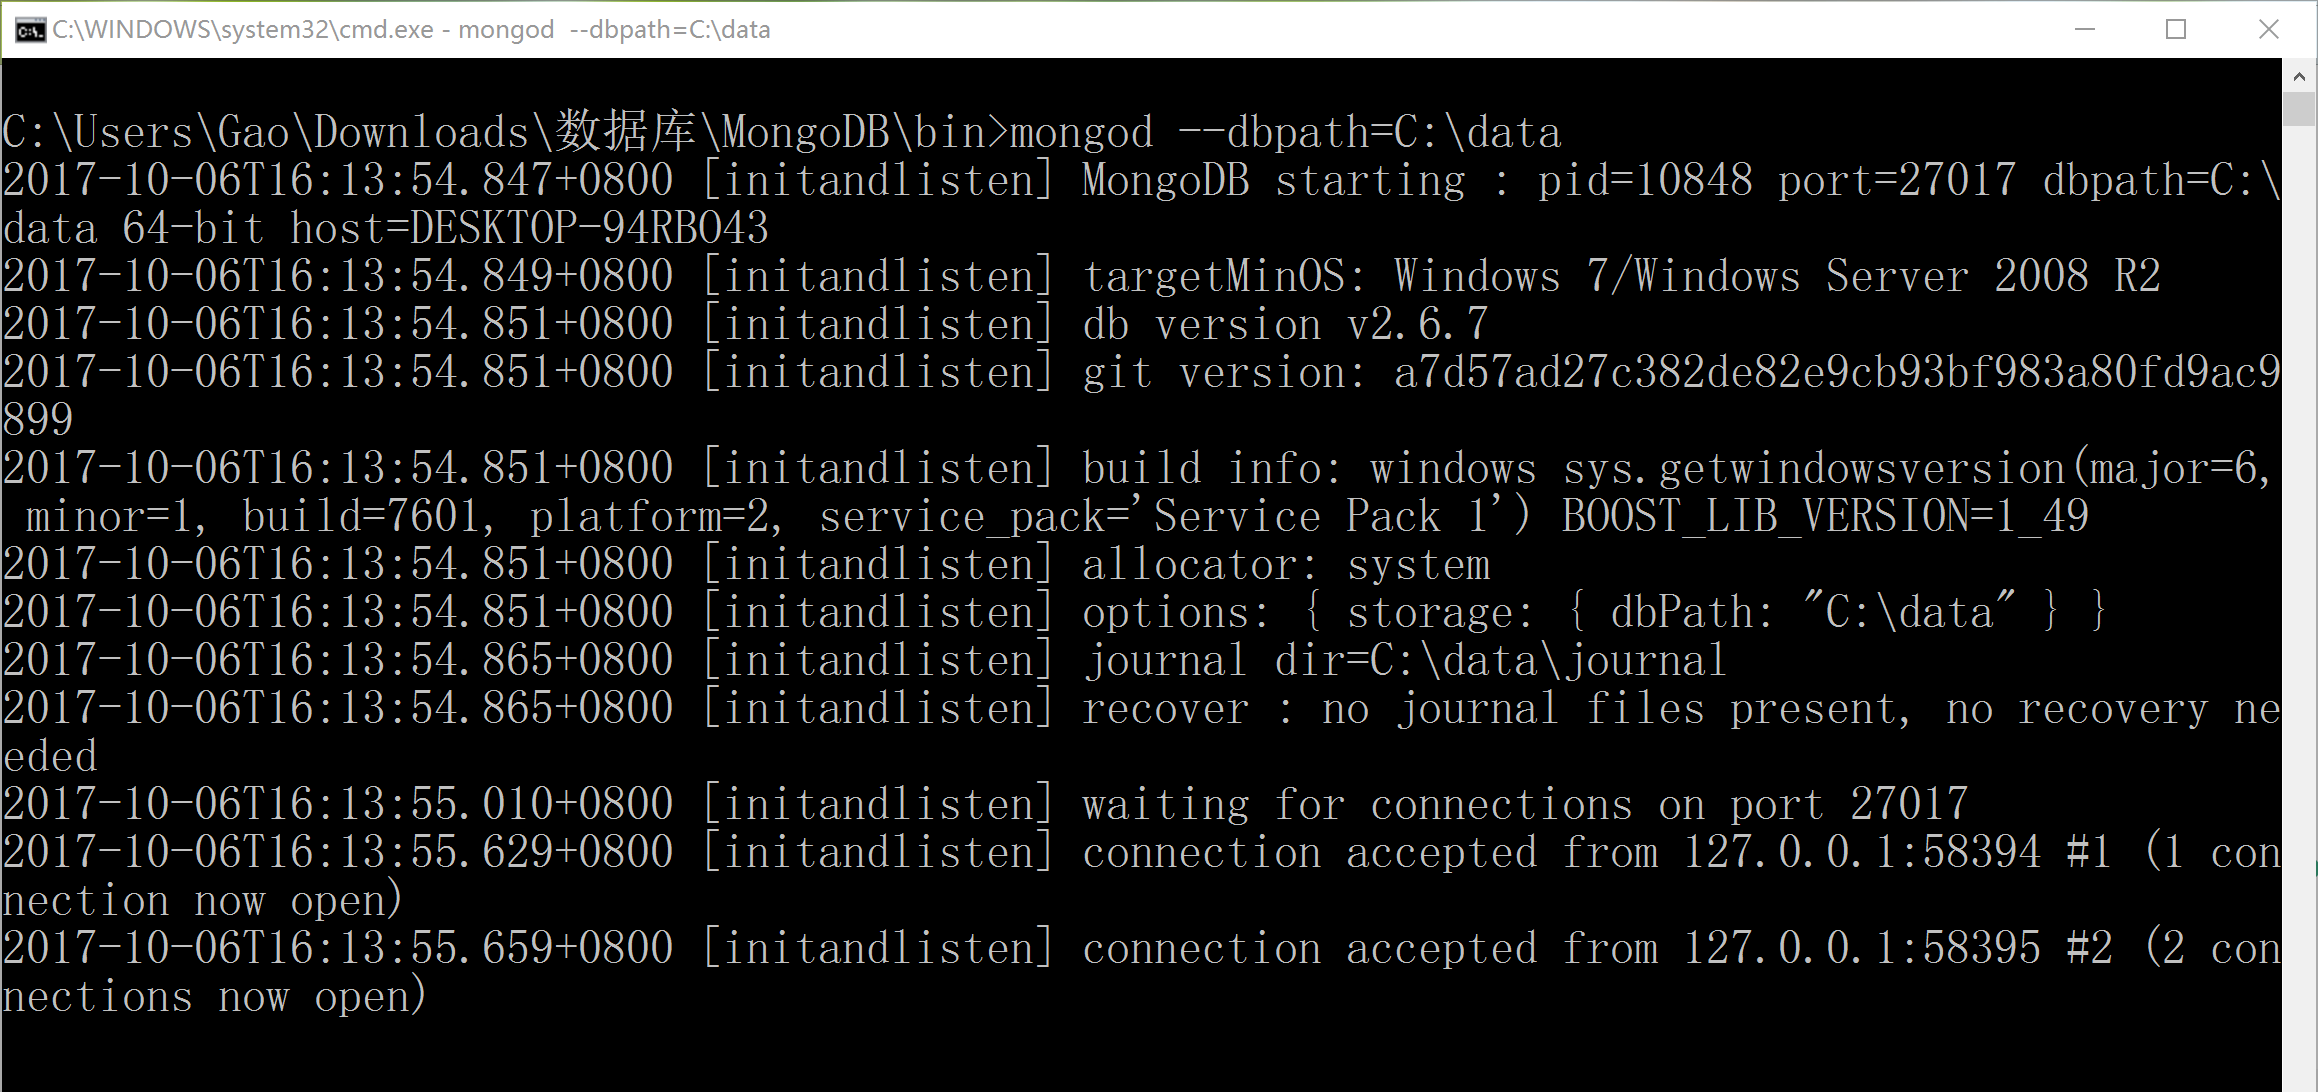 C:\WINDOWS\system32\cmd.exe - mongod  --dbpath=C:\data
C:\Users\Gao\Downloads\数据库\MongoDB\bin>mongod --dbpath=C:\data
2017-10-06T16:13:54.847+0800 [initandlisten] MongoDB starting : pid=10848 port=27017 dbpath=C:\
data 64-bit host=DESKTOP-94RBO43
2017-10-06T16:13:54.849+0800 [initandlisten] targetMinOS: Windows 7/Windows Server 2008 R2
2017-10-06T16:13:54.851+0800 [initandlisten] db version v2.6.7
2017-10-06T16:13:54.851+0800 [initandlisten] git version: a7d57ad27c382de82e9cb93bf983a80fd9ac9
899
2017-10-06T16:13:54.851+0800 [initandlisten] build info: windows sys.getwindowsversion(major=6,
 minor=1, build=7601, platform=2, service_pack='Service Pack 1') BOOST_LIB_VERSION=1_49
2017-10-06T16:13:54.851+0800 [initandlisten] allocator: system
2017-10-06T16:13:54.851+0800 [initandlisten] options: { storage: { dbPath: "C:\data" } }
2017-10-06T16:13:54.865+0800 [initandlisten] journal dir=C:\data\journal
2017-10-06T16:13:54.865+0800 [initandlisten] recover : no journal files present, no recovery ne
eded
2017-10-06T16:13:55.010+0800 [initandlisten] waiting for connections on port 27017
2017-10-06T16:13:55.629+0800 [initandlisten] connection accepted from 127.0.0.1:58394 #1 (1 con
nection now open)
2017-10-06T16:13:55.659+0800 [initandlisten] connection accepted from 127.0.0.1:58395 #2 (2 con
nections now open)